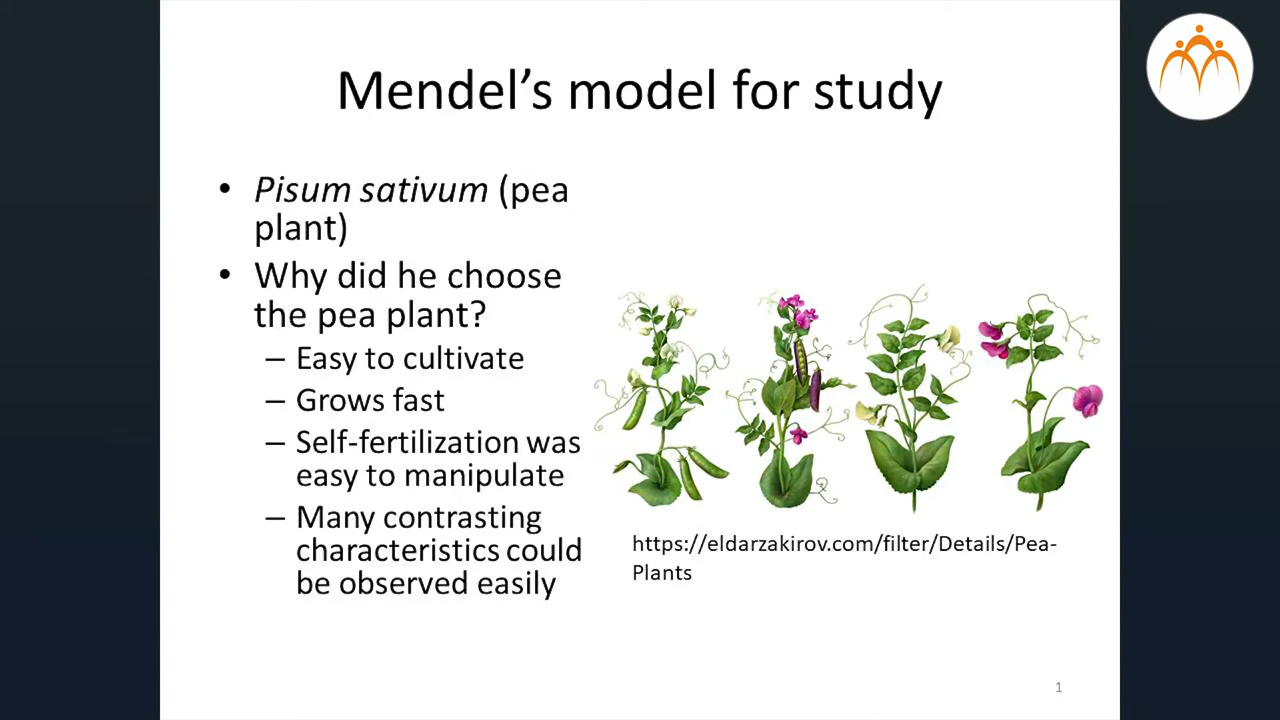 Mendel’s model for study
• Pisum sativum (pea
plant)
• Why did he choose
the pea plant?
– Easy to cultivate
– Grows fast
– Self-fertilization was
easy to manipulate
– Many contrasting
characteristics could
be observed easily
https://eldarzakirov.com/filter/Details/Pea-
Plants
1